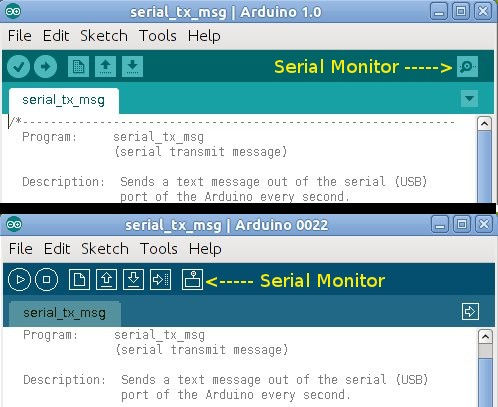 serial_tx_msg | Arduino 1.0
File Edit Sketch Tools Help
Serial Monitor ----->
serial_tx_msg
/*--------------------------------------------------------------
Program: serial_tx_msg
(serial transmit message)
Description: Sends a text message out of the serial (USB)
port of the Arduino every second.
serial_tx_msg | Arduino 0022
File Edit Sketch Tools Help
<----- Serial Monitor
serial_tx_msg
Program: serial_tx_msg
(serial transmit message)
Description: Sends a text message out of the serial (USB)
port of the Arduino every second.